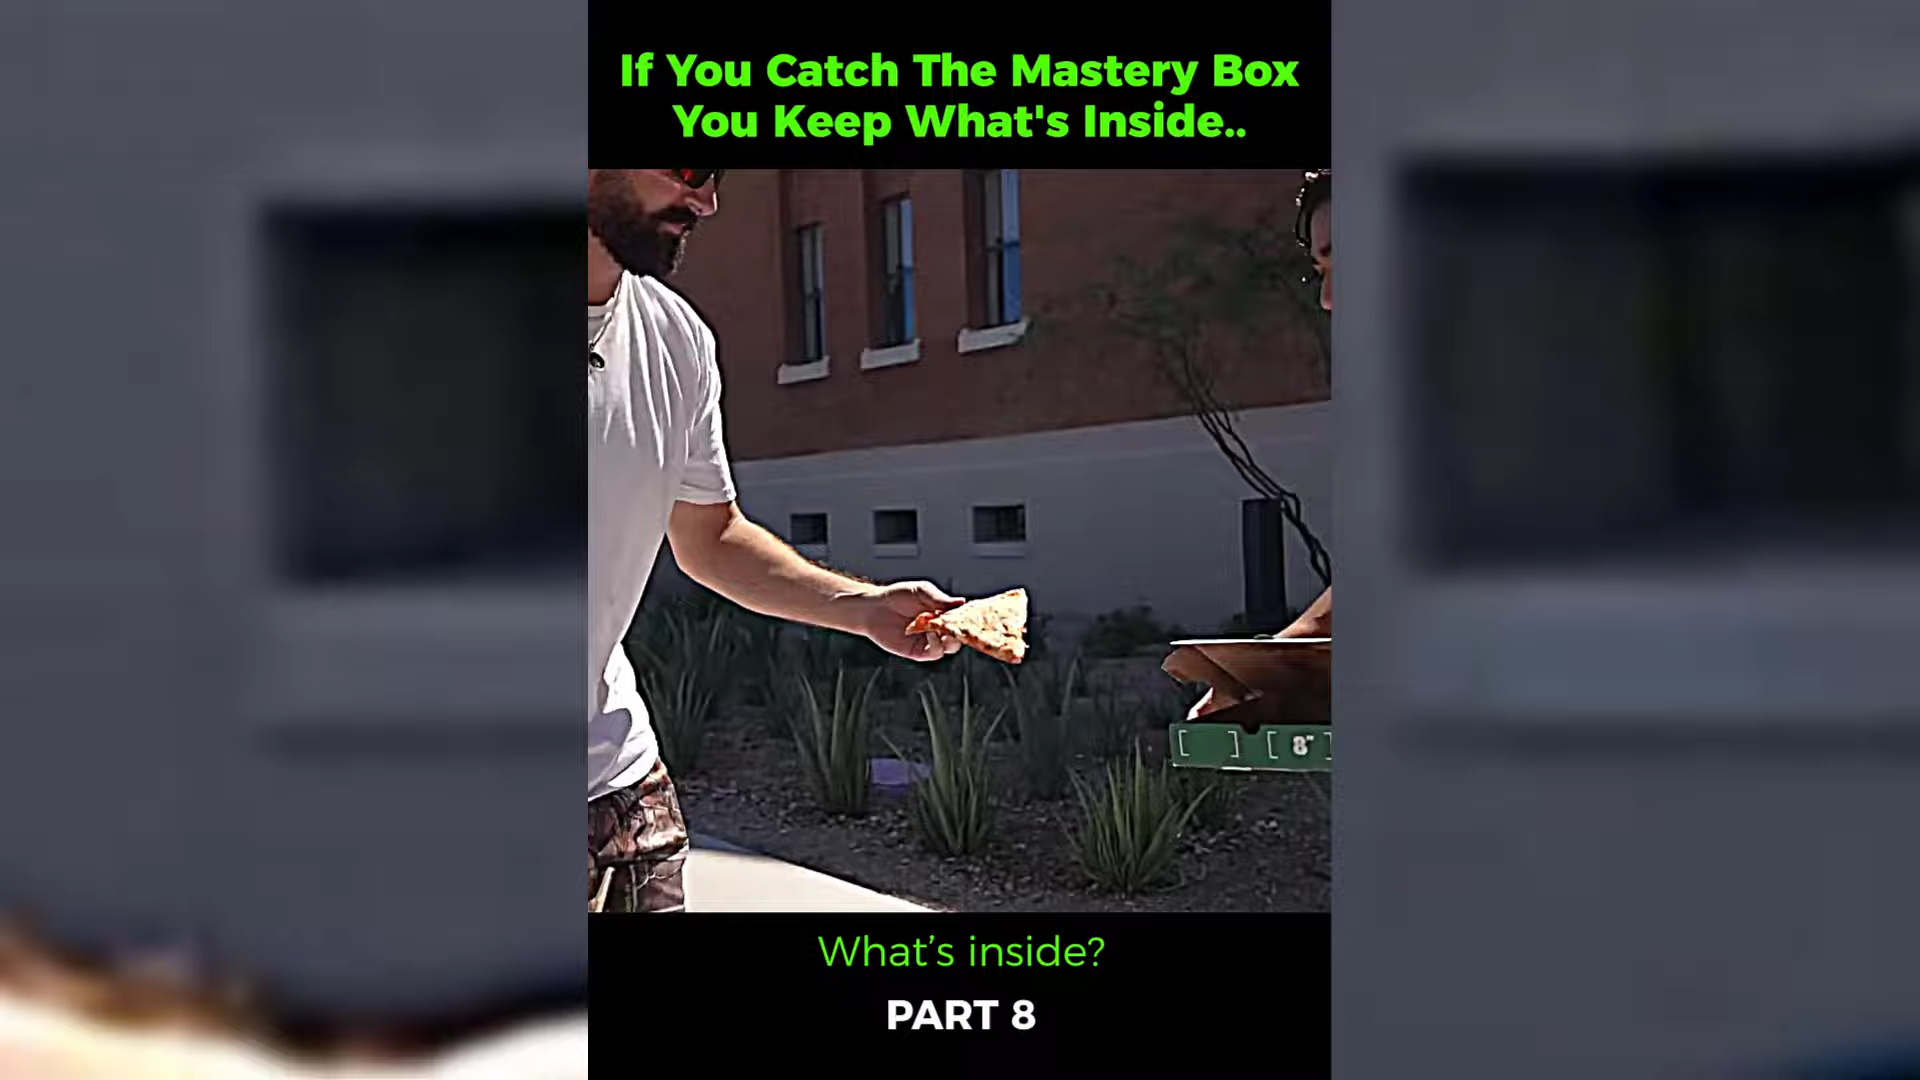 If You Catch The Mastery Box
You Keep What's Inside..
[ ] [ 8" ]
What’s inside?
PART 8